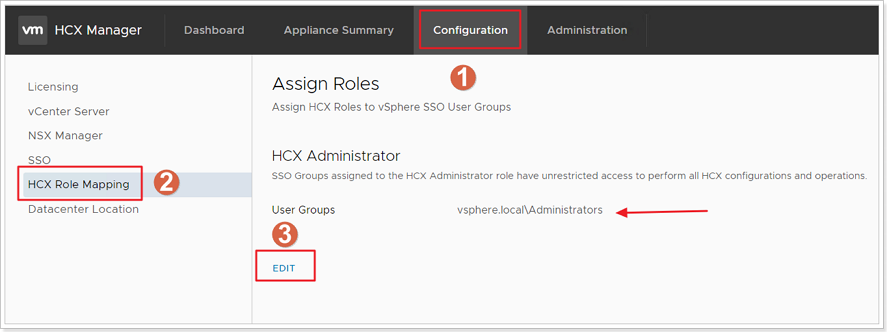 vm HCX Manager Dashboard Appliance Summary Configuration Administration
1
Licensing
vCenter Server
NSX Manager
SSO
HCX Role Mapping
2
Datacenter Location
Assign Roles
Assign HCX Roles to vSphere SSO User Groups
HCX Administrator
SSO Groups assigned to the HCX Administrator role have unrestricted access to perform all HCX configurations and operations.
User Groups vsphere.local\Administrators
3
EDIT